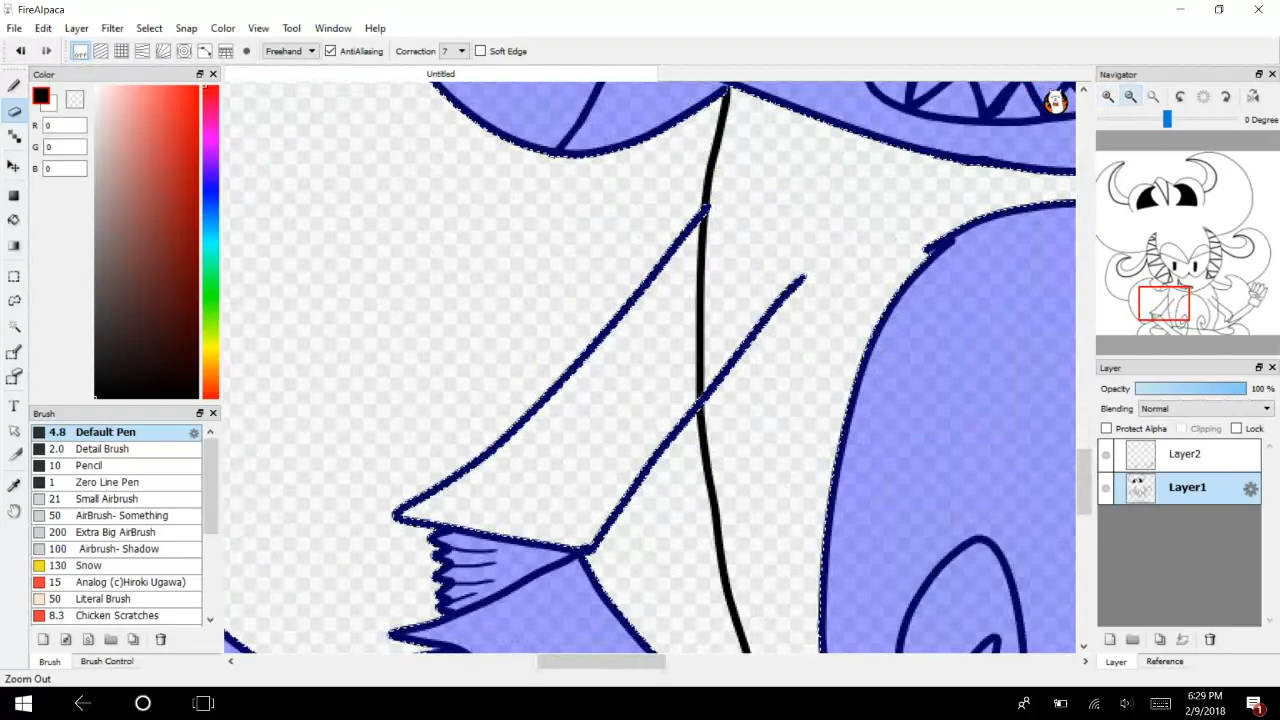 FireAlpaca
File Edit Layer Filter Select Snap Color View Tool Window Help
off Freehand AntiAliasing Correction 7 Soft Edge
Color Untitled Navigator
R 0
G 0
B 0
0 Degree
Brush
4.8 Default Pen
2.0 Detail Brush
10 Pencil
1 Zero Line Pen
21 Small Airbrush
50 AirBrush- Something
200 Extra Big AirBrush
100 Airbrush- Shadow
130 Snow
15 Analog (c)Hiroki Ugawa)
50 Literal Brush
8.3 Chicken Scratches
Brush Brush Control
Layer
Opacity 100 %
Blending Normal
Protect Alpha Clipping Lock
Layer2
Layer1
Layer Reference
Zoom Out
6:29 PM
2/9/2018
1